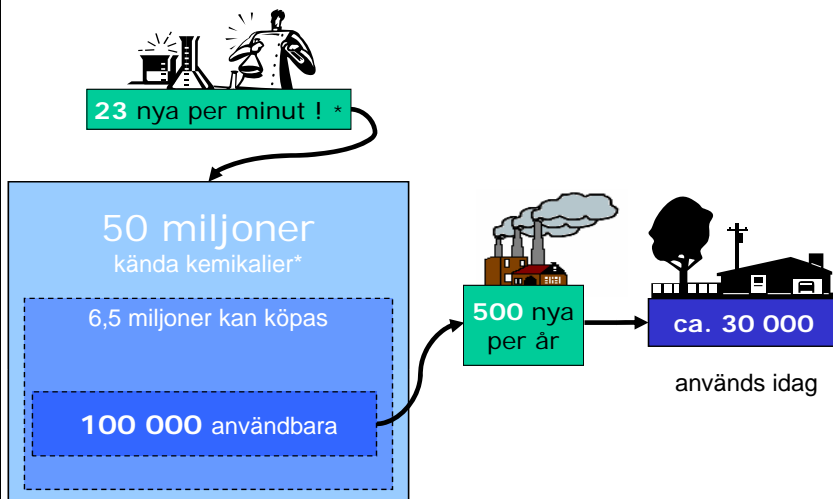 23 nya per minut ! *
50 miljoner
kända kemikalier*
6,5 miljoner kan köpas
100 000 användbara
500 nya
per år
ca. 30 000
används idag